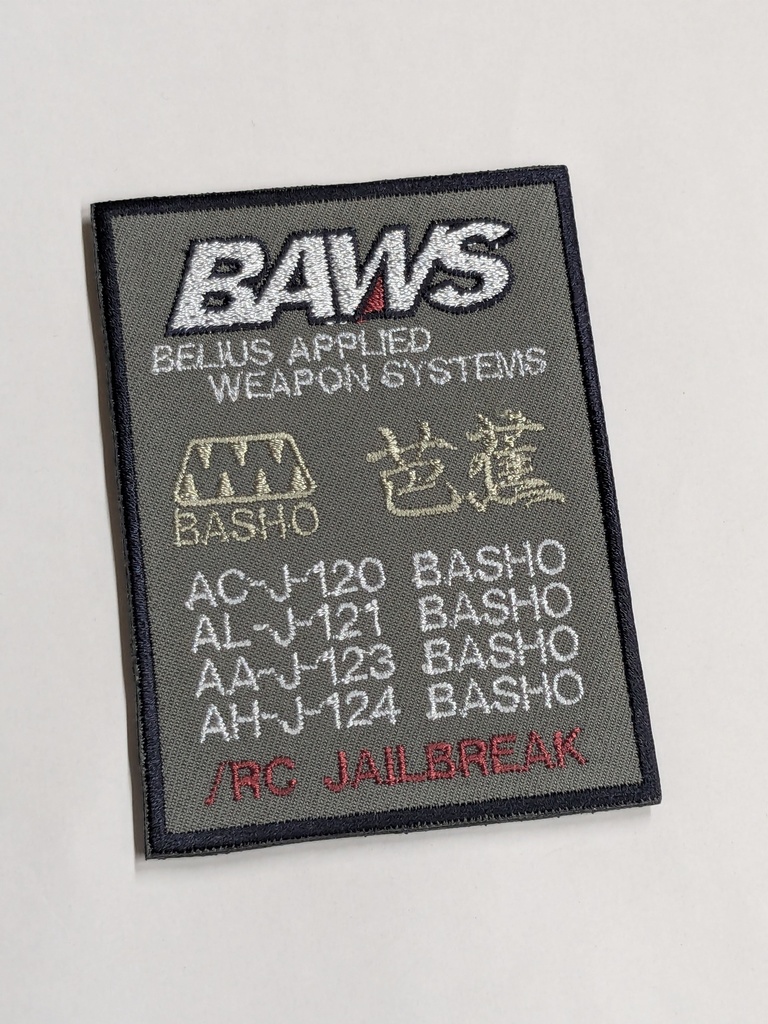 BAWS
BELIUS APPLIED
WEAPON SYSTEMS
芭蕉
BASHO
AC-J-120 BASHO
AL-J-121 BASHO
AA-J-123 BASHO
AH-J-124 BASHO
/RC JAILBREAK